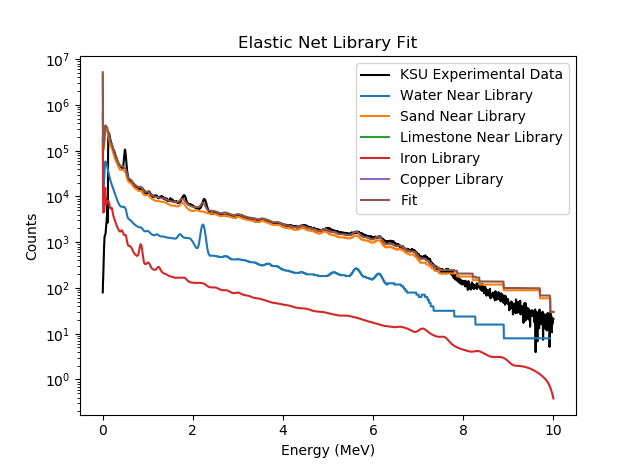 Elastic Net Library Fit
KSU Experimental Data
Water Near Library
Sand Near Library
Limestone Near Library
Iron Library
Copper Library
Fit
Counts
10^7
10^6
10^5
10^4
10^3
10^2
10^1
10^0
0 2 4 6 8 10
Energy (MeV)